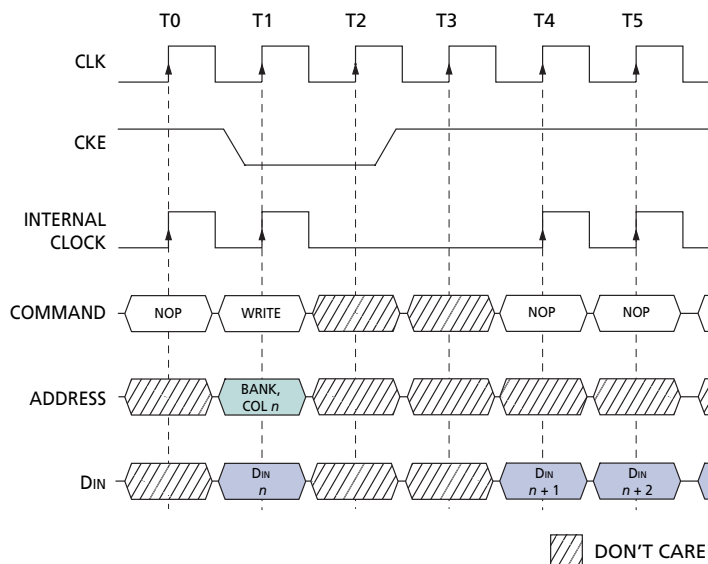 T0 T1 T2 T3 T4 T5
CLK
CKE
INTERNAL
CLOCK
COMMAND NOP WRITE NOP NOP
ADDRESS BANK,
COL n
DIN DIN DIN DIN
n n + 1 n + 2
DON'T CARE